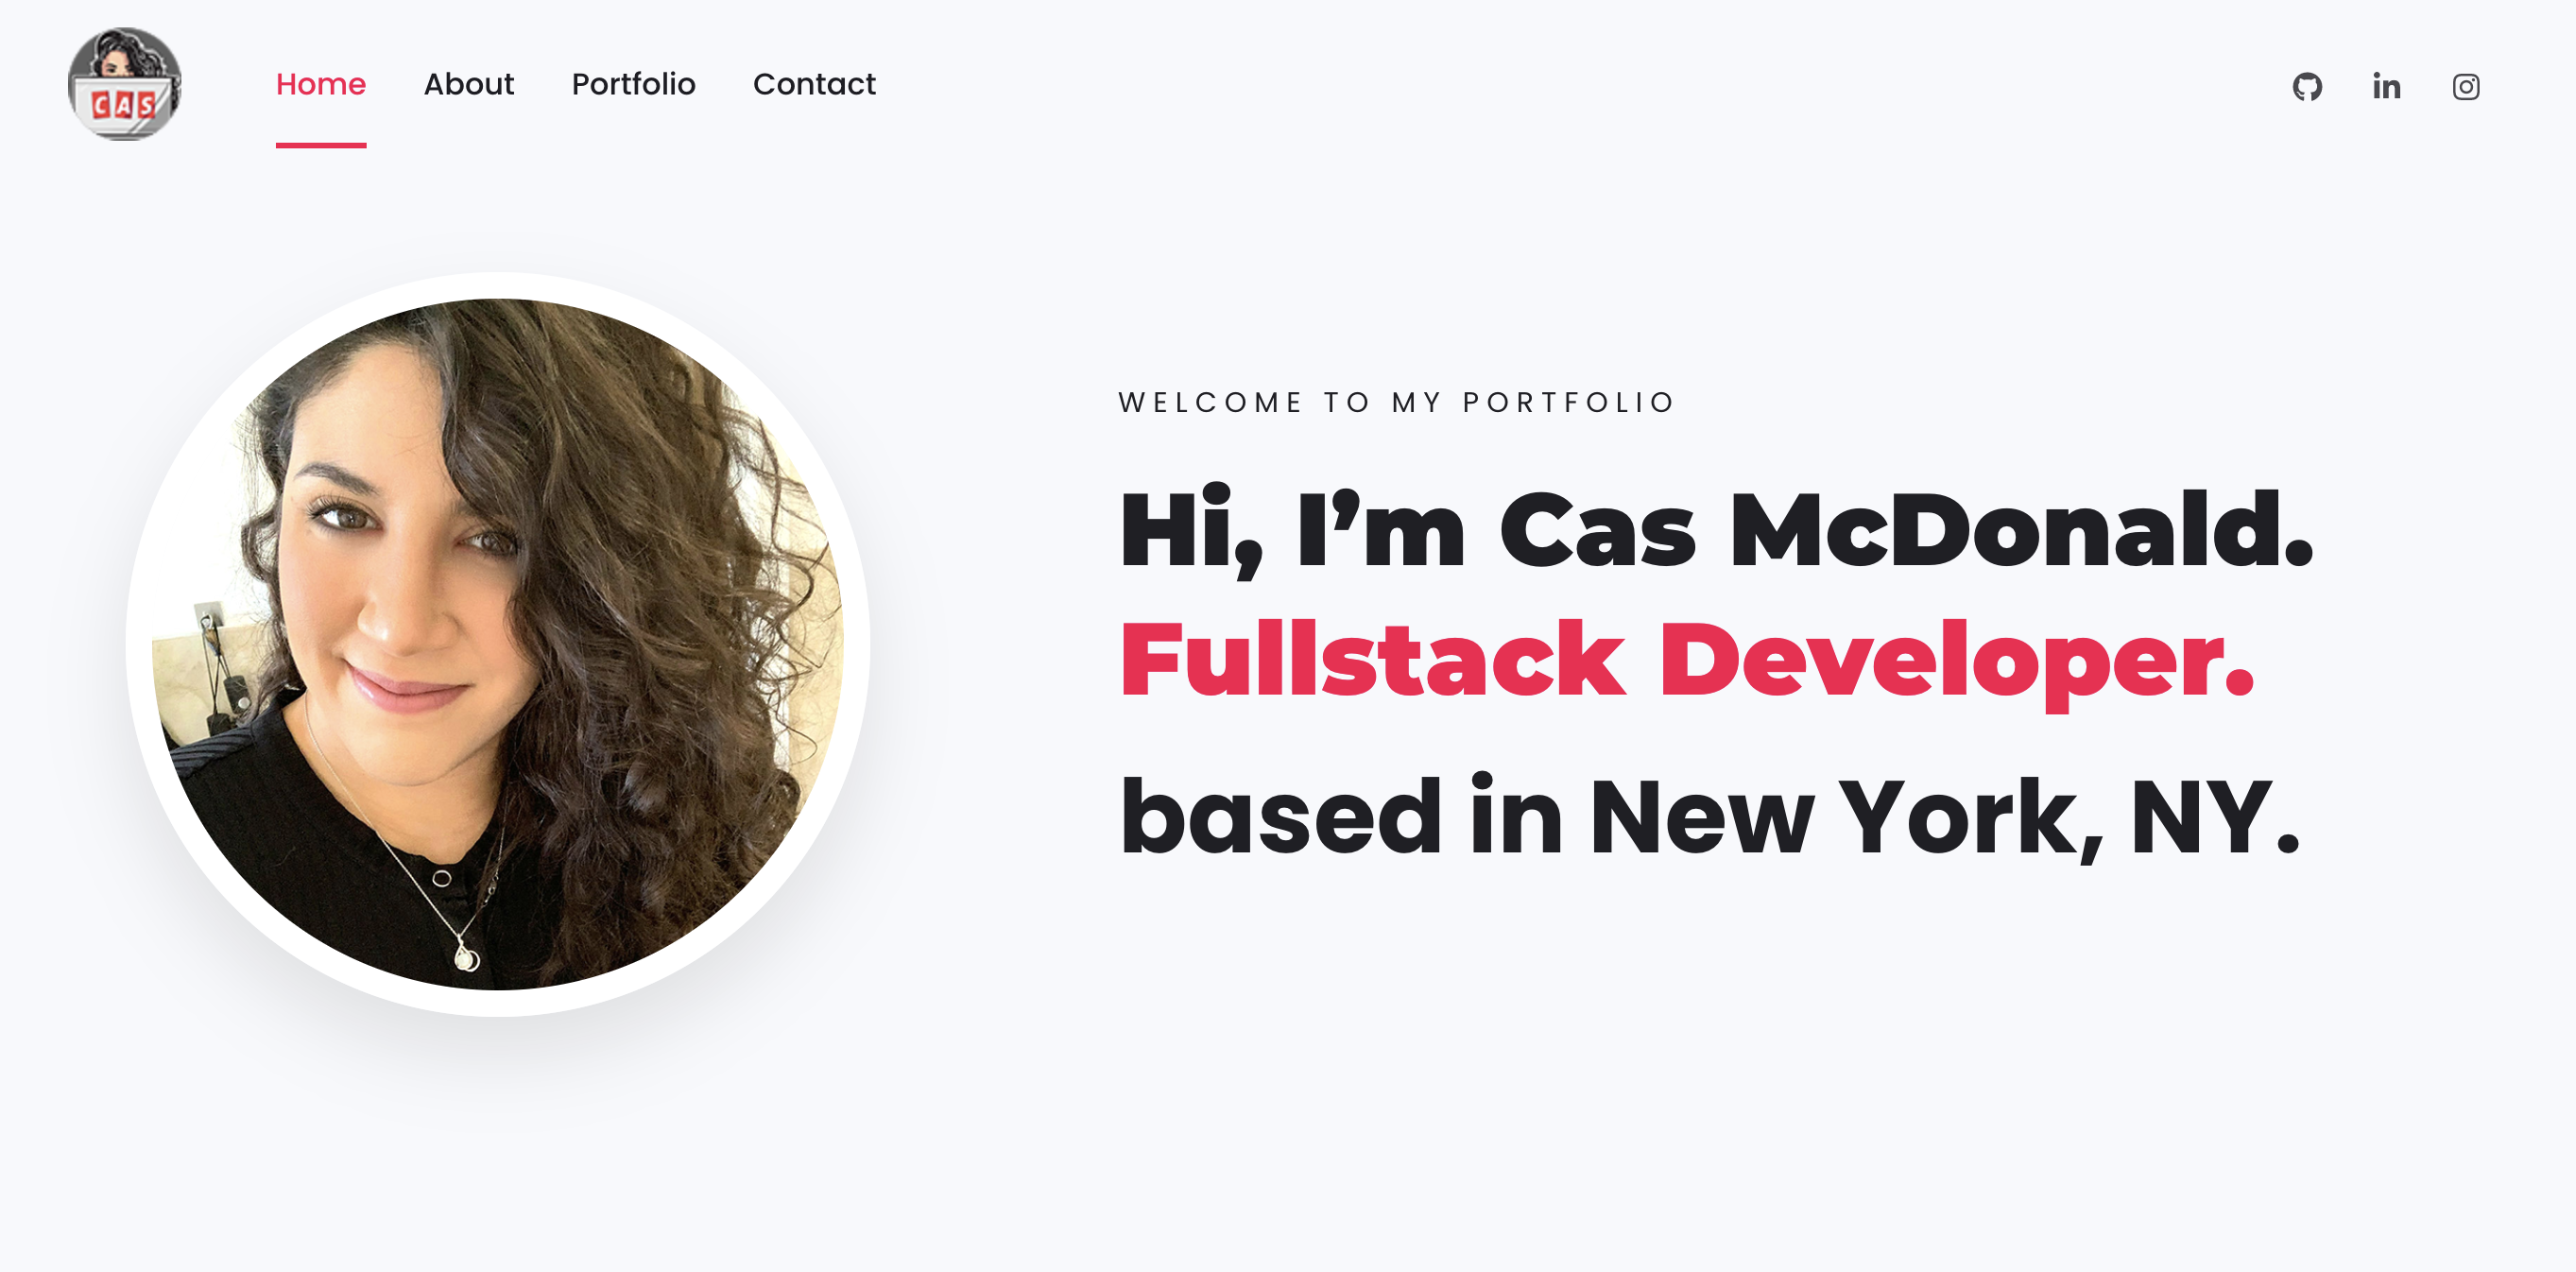 CAS
Home About Portfolio Contact
WELCOME TO MY PORTFOLIO
Hi, I’m Cas McDonald.
Fullstack Developer.
based in New York, NY.